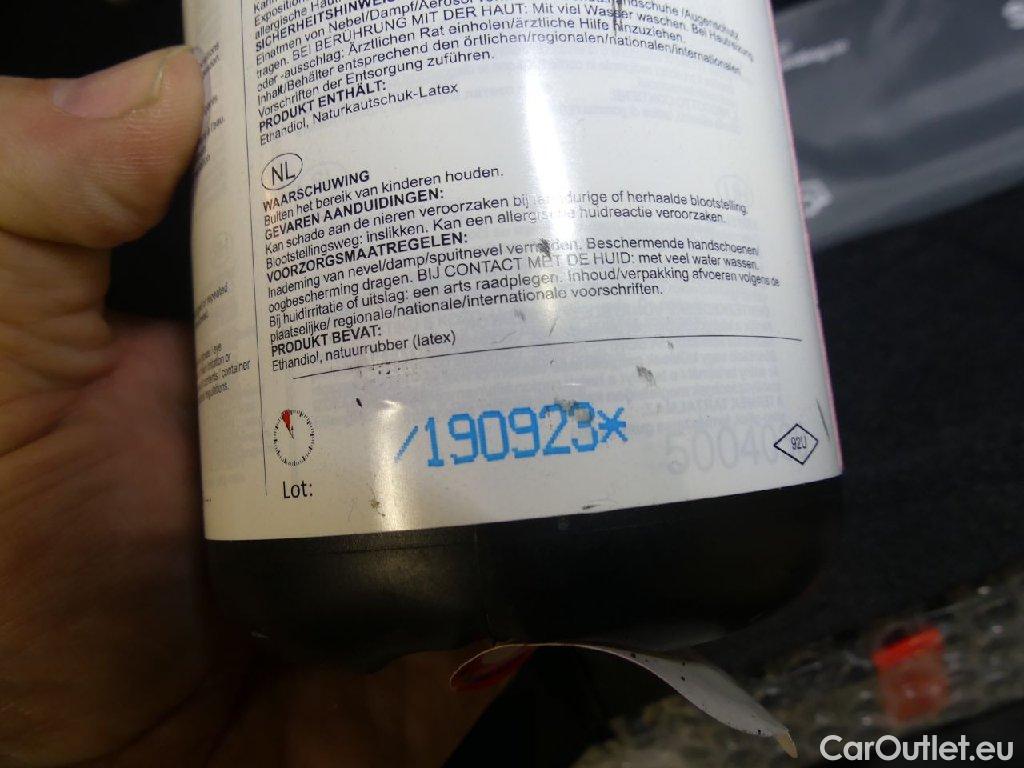 SICHERHEITSHINWEISE
Einatmen von Nebel/Dampf/Aerosol
tragen. BEI BERÜHRUNG MIT DER HAUT: Mit viel Wasser waschen. Bei Hautreizung
oder -ausschlag: Ärztlichen Rat einholen/ärztliche Hilfe hinzuziehen.
Inhalt/Behälter entsprechend den örtlichen/regionalen/nationalen/internationalen
Vorschriften der Entsorgung zuführen.
PRODUKT ENTHÄLT:
Ethandiol, Naturkautschuk-Latex
NL
WAARSCHUWING
Buiten het bereik van kinderen houden.
GEVAREN AANDUIDINGEN:
Kan schade aan de nieren veroorzaken bij langdurige of herhaalde blootstelling.
Blootstellingsweg: inslikken. Kan een allergische huidreactie veroorzaken.
VOORZORGSMAATREGELEN:
Inademing van nevel/damp/spuitnevel vermijden. Beschermende handschoenen/
oogbescherming dragen. BIJ CONTACT MET DE HUID: met veel water wassen.
Bij huidirritatie of uitslag: een arts raadplegen. Inhoud/verpakking afvoeren volgens de
plaatselijke/ regionale/nationale/internationale voorschriften.
PRODUKT BEVAT:
Ethandiol, natuurrubber (latex)
/190923*
50040
92U
Lot:
CarOutlet.eu